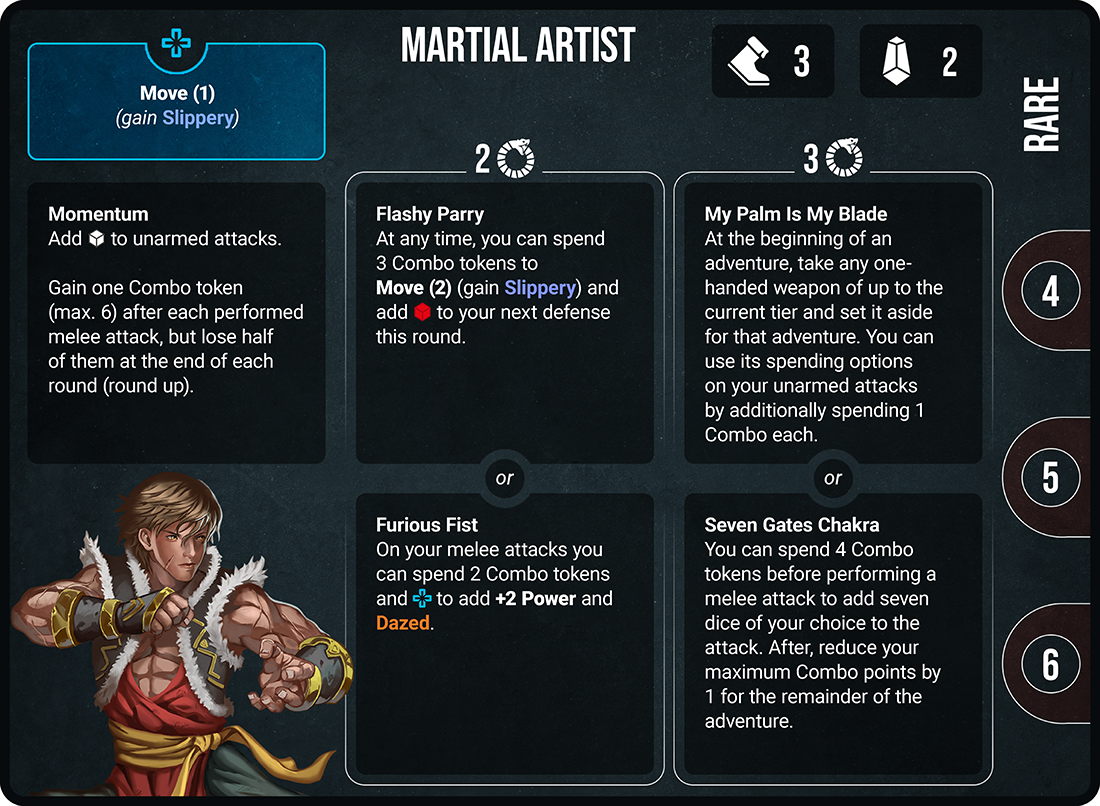 MARTIAL ARTIST
3
2
RARE
Move (1)
(gain Slippery)
Momentum
Add to unarmed attacks.
Gain one Combo token
(max. 6) after each performed
melee attack, but lose half
of them at the end of each
round (round up).
2
Flashy Parry
At any time, you can spend
3 Combo tokens to
Move (2) (gain Slippery) and
add to your next defense
this round.
or
Furious Fist
On your melee attacks you
can spend 2 Combo tokens
and to add +2 Power and
Dazed.
3
My Palm Is My Blade
At the beginning of an
adventure, take any one-
handed weapon of up to the
current tier and set it aside
for that adventure. You can
use its spending options
on your unarmed attacks
by additionally spending 1
Combo each.
or
Seven Gates Chakra
You can spend 4 Combo
tokens before performing a
melee attack to add seven
dice of your choice to the
attack. After, reduce your
maximum Combo points by
1 for the remainder of the
adventure.
4
5
6